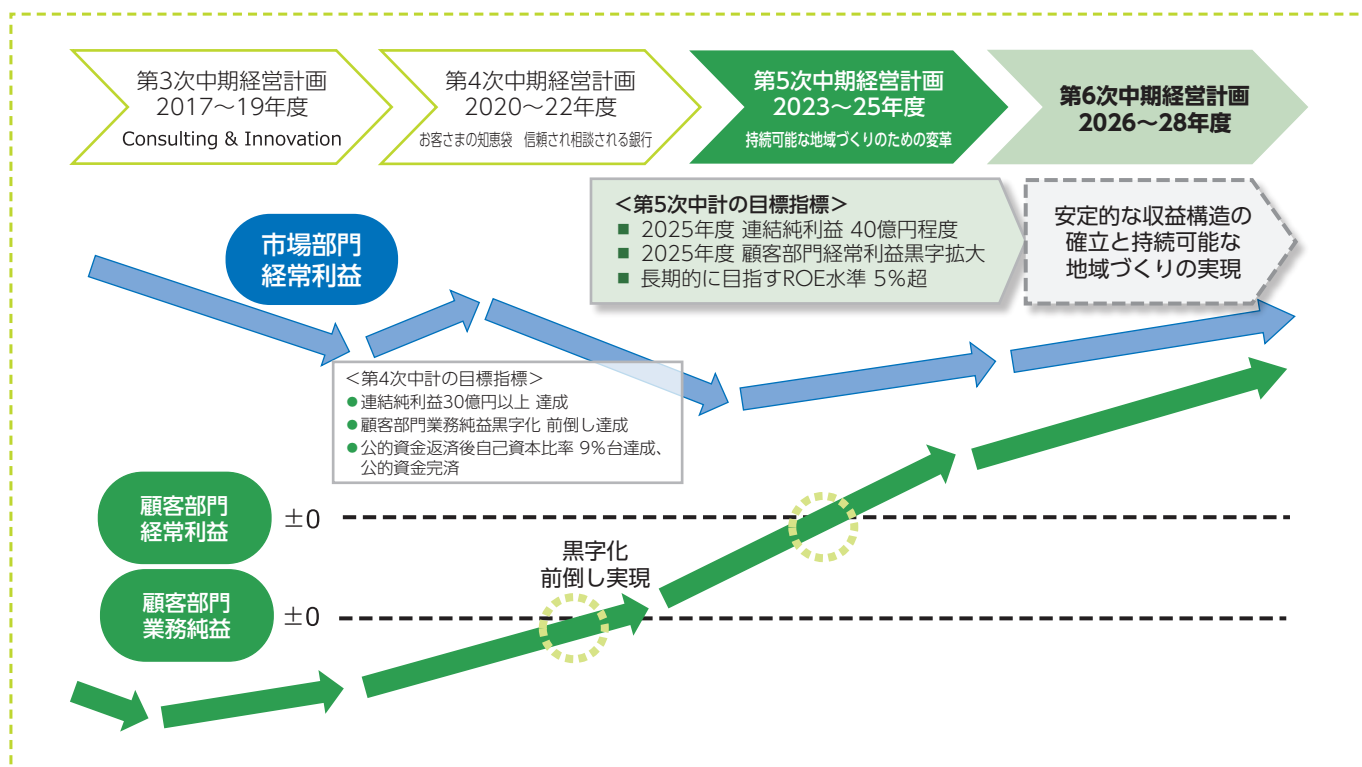 第3次中期経営計画
2017～19年度
Consulting & Innovation
第4次中期経営計画
2020～22年度
お客さまの知恵袋　信頼され相談される銀行
第5次中期経営計画
2023～25年度
持続可能な地域づくりのための変革
第6次中期経営計画
2026～28年度
＜第5次中計の目標指標＞
■ 2025年度 連結純利益 40億円程度
■ 2025年度 顧客部門経常利益黒字拡大
■ 長期的に目指すROE水準 5％超
安定的な収益構造の
確立と持続可能な
地域づくりの実現
市場部門
経常利益
＜第4次中計の目標指標＞
●連結純利益30億円以上 達成
●顧客部門業務純益黒字化 前倒し達成
●公的資金返済後自己資本比率 9％台達成、
公的資金完済
顧客部門
経常利益
±0
黒字化
前倒し実現
顧客部門
業務純益
±0